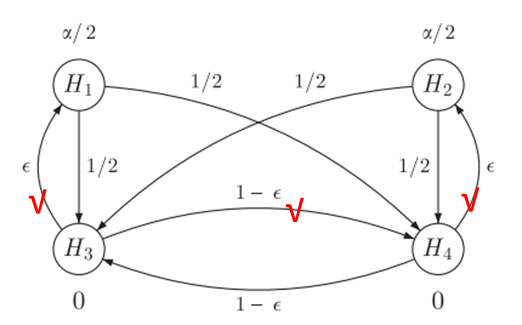 α/2 α/2
H₁ 1/2 1/2 H₂
ϵ 1/2 1/2 ϵ
√ 1 − ϵ √ √
H₃ H₄
0 1 − ϵ 0